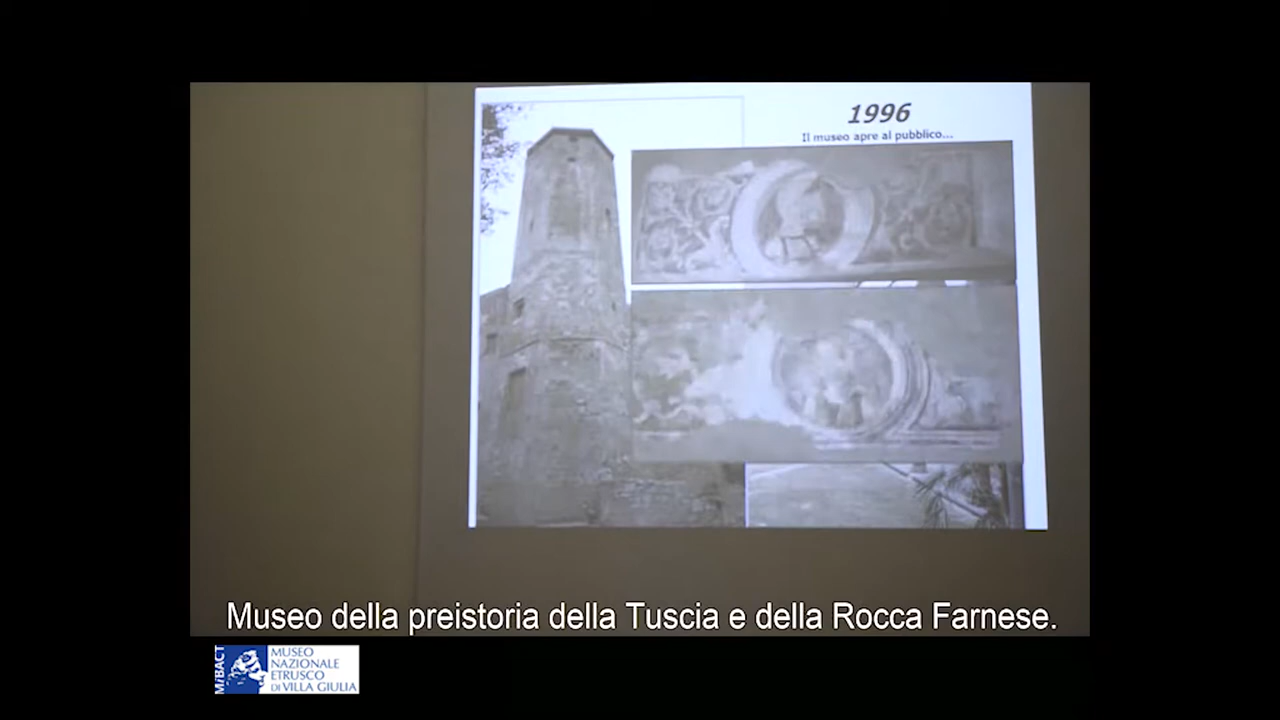 1996
Il museo apre al pubblico...
Museo della preistoria della Tuscia e della Rocca Farnese.
MiBACT
MUSEO
NAZIONALE
ETRUSCO
DI VILLA GIULIA